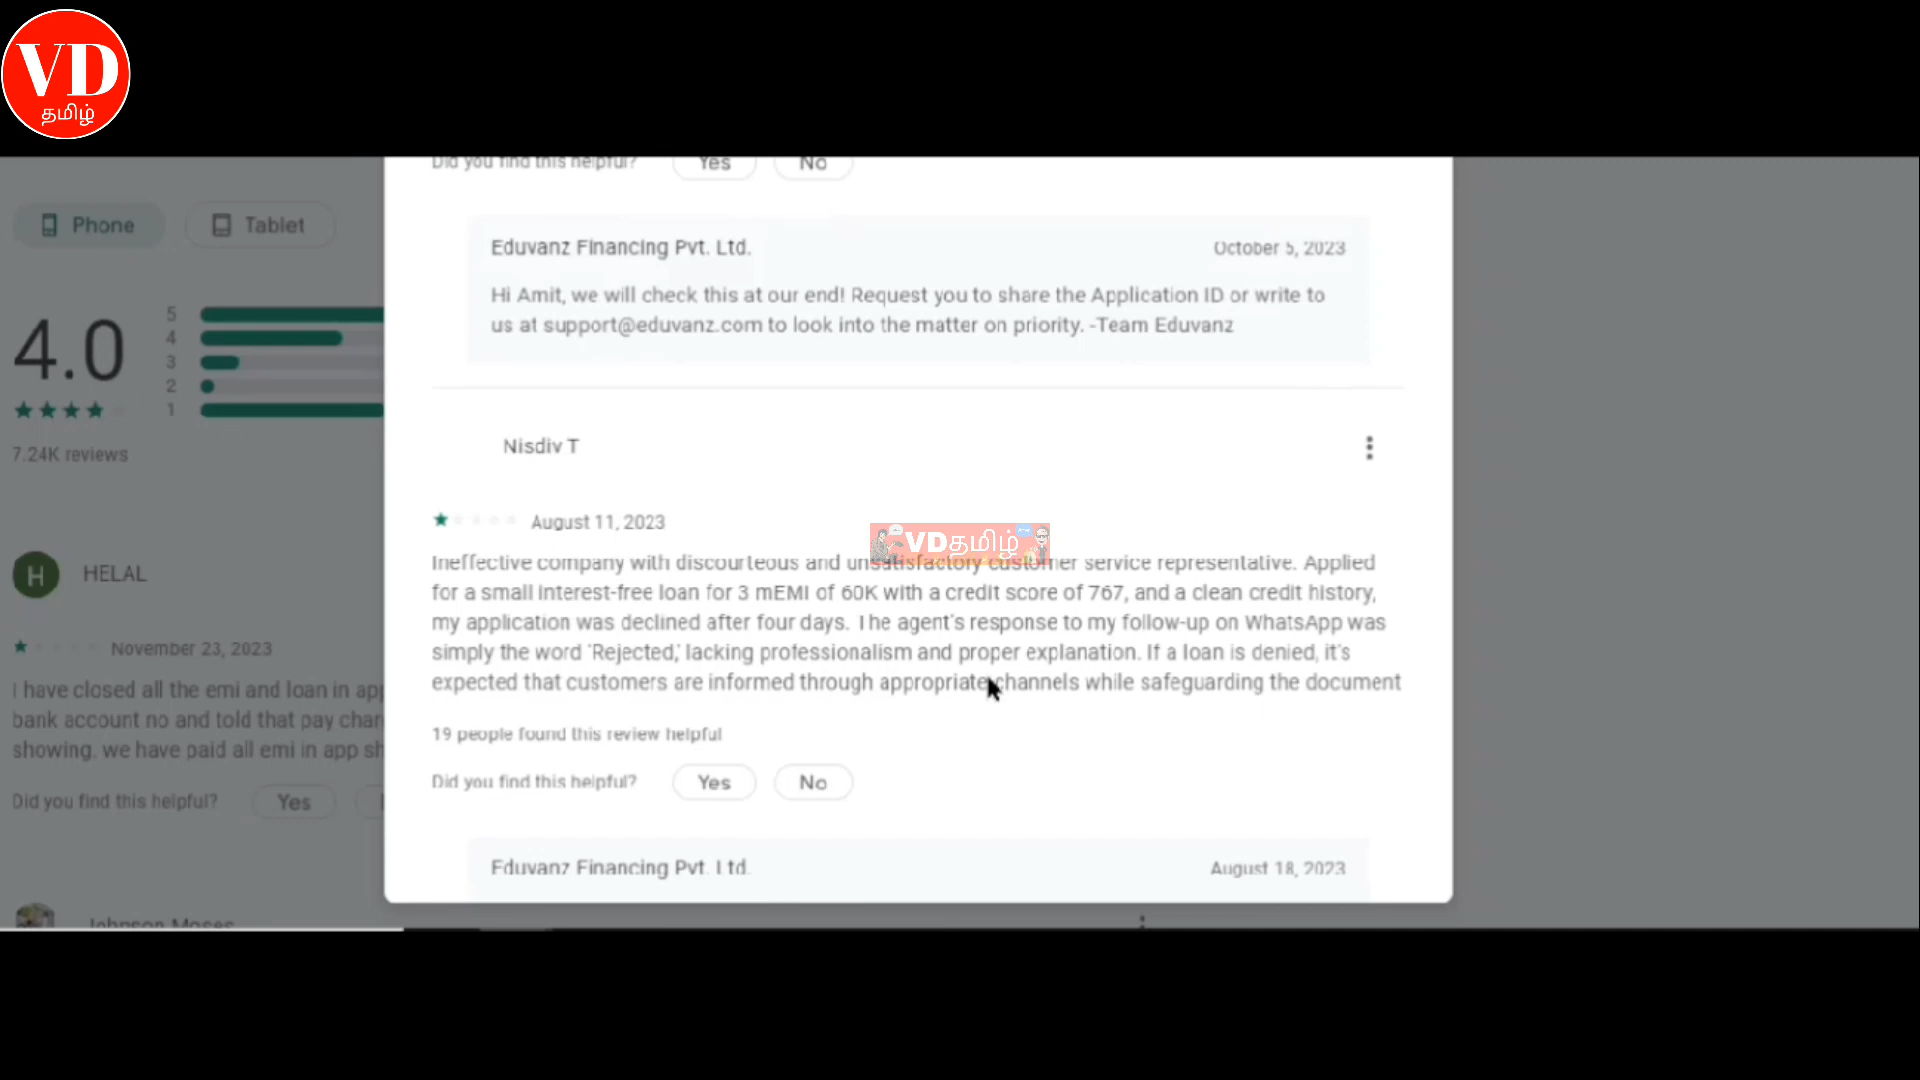 VD
தமிழ்
Did you find this helpful? Yes No
Phone Tablet
Eduvanz Financing Pvt. Ltd. October 5, 2023
Hi Amit, we will check this at our end! Request you to share the Application ID or write to
us at support@eduvanz.com to look into the matter on priority. -Team Eduvanz
4.0
5
4
3
2
1
7.24K reviews
Nisdiv T
August 11, 2023
VDதமிழ்
Ineffective company with discourteous and unsatisfactory customer service representative. Applied
for a small interest-free loan for 3 mEMI of 60K with a credit score of 767, and a clean credit history,
my application was declined after four days. The agent's response to my follow-up on WhatsApp was
simply the word 'Rejected,' lacking professionalism and proper explanation. If a loan is denied, it's
expected that customers are informed through appropriate channels while safeguarding the document
19 people found this review helpful
Did you find this helpful? Yes No
Eduvanz Financing Pvt. Ltd. August 18, 2023
H HELAL
November 23, 2023
I have closed all the emi and loan in app
bank account no and told that pay
showing. we have paid all emi in app
Did you find this helpful? Yes
Johnson Moses